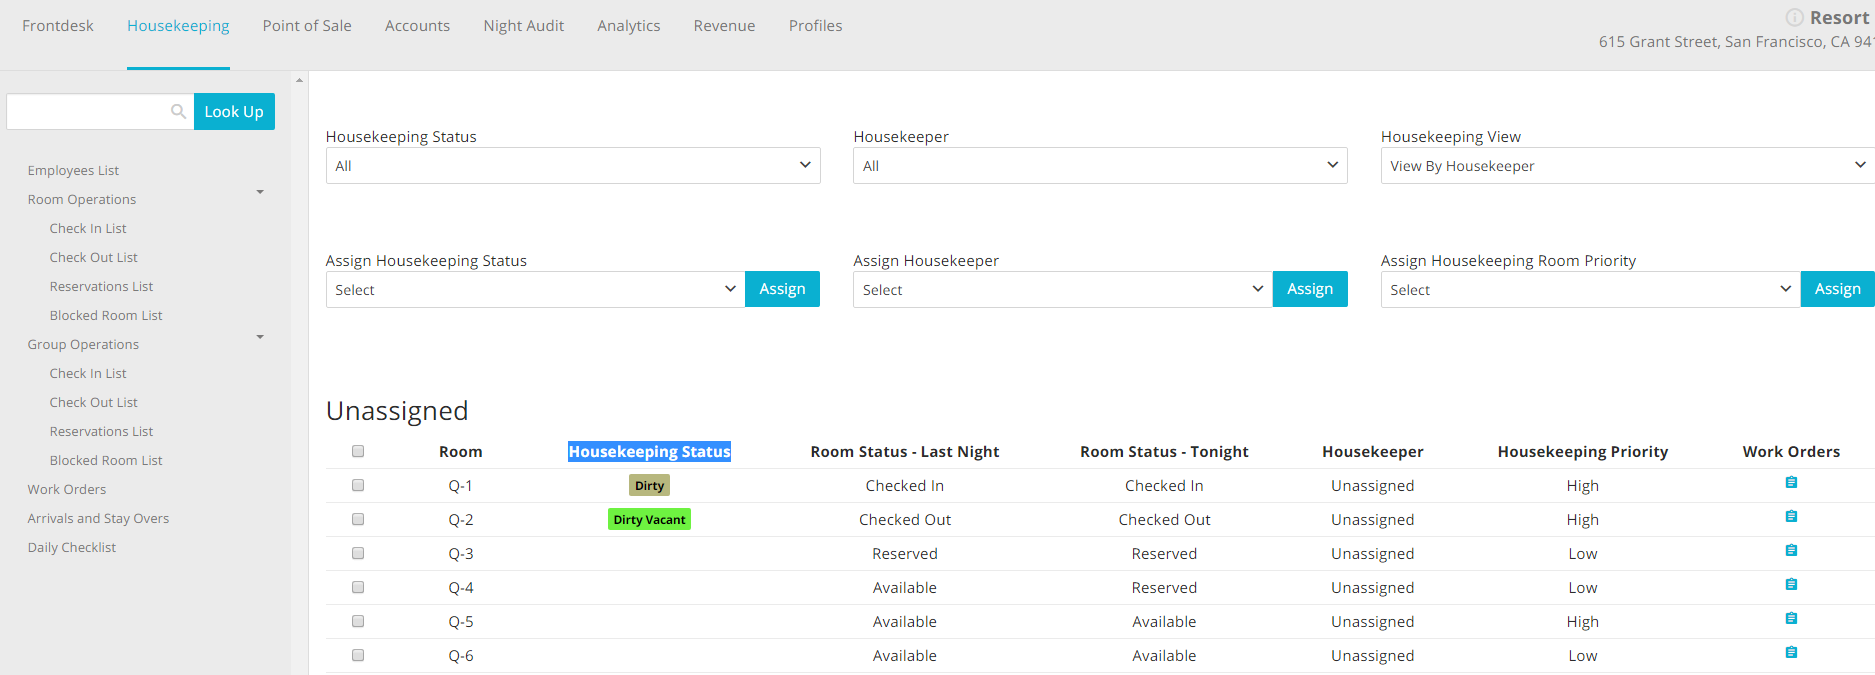 Frontdesk Housekeeping Point of Sale Accounts Night Audit Analytics Revenue Profiles
Resort
615 Grant Street, San Francisco, CA 941
Look Up
Employees List
Room Operations
Check In List
Check Out List
Reservations List
Blocked Room List
Group Operations
Check In List
Check Out List
Reservations List
Blocked Room List
Work Orders
Arrivals and Stay Overs
Daily Checklist
Housekeeping Status Housekeeper Housekeeping View
All All View By Housekeeper
Assign Housekeeping Status Assign Housekeeper Assign Housekeeping Room Priority
Select Assign Select Assign Select Assign
Unassigned
Room Housekeeping Status Room Status - Last Night Room Status - Tonight Housekeeper Housekeeping Priority Work Orders
Q-1 Dirty Checked In Checked In Unassigned High
Q-2 Dirty Vacant Checked Out Checked Out Unassigned High
Q-3 Reserved Reserved Unassigned Low
Q-4 Available Reserved Unassigned Low
Q-5 Available Available Unassigned High
Q-6 Available Available Unassigned Low